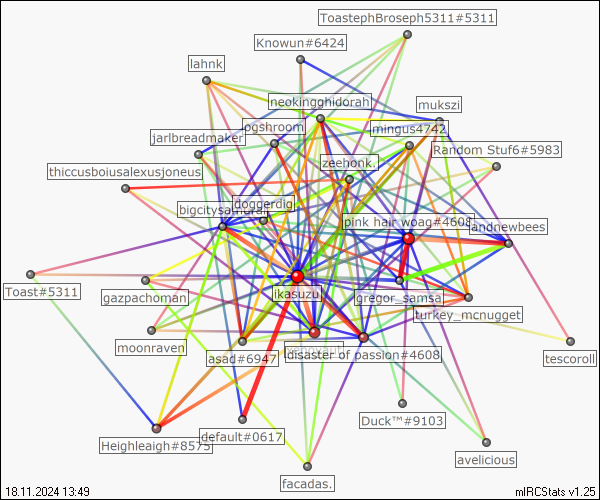 ToastephBroseph5311#5311
Knowun#6424
lahnk
neokingghidorah
mukszi
ogshroom
mingus4742
jarlbreadmaker
Random Stuf6#5983
zeehonk.
thiccusboiusalexusjoneus
doggerdig
bigcitysamurai
pink hair woag#4608
andnewbees
ikasuzu
Toast#5311
gazpachoman
gregor_samsa
turkey_mcnugget
moonraven
asad#6947
disaster of passion#4608
tescoroll
Duck™#9103
default#0617
Heighleaigh#8575
avelicious
facadas.
18.11.2024 13:49
mIRCStats v1.25